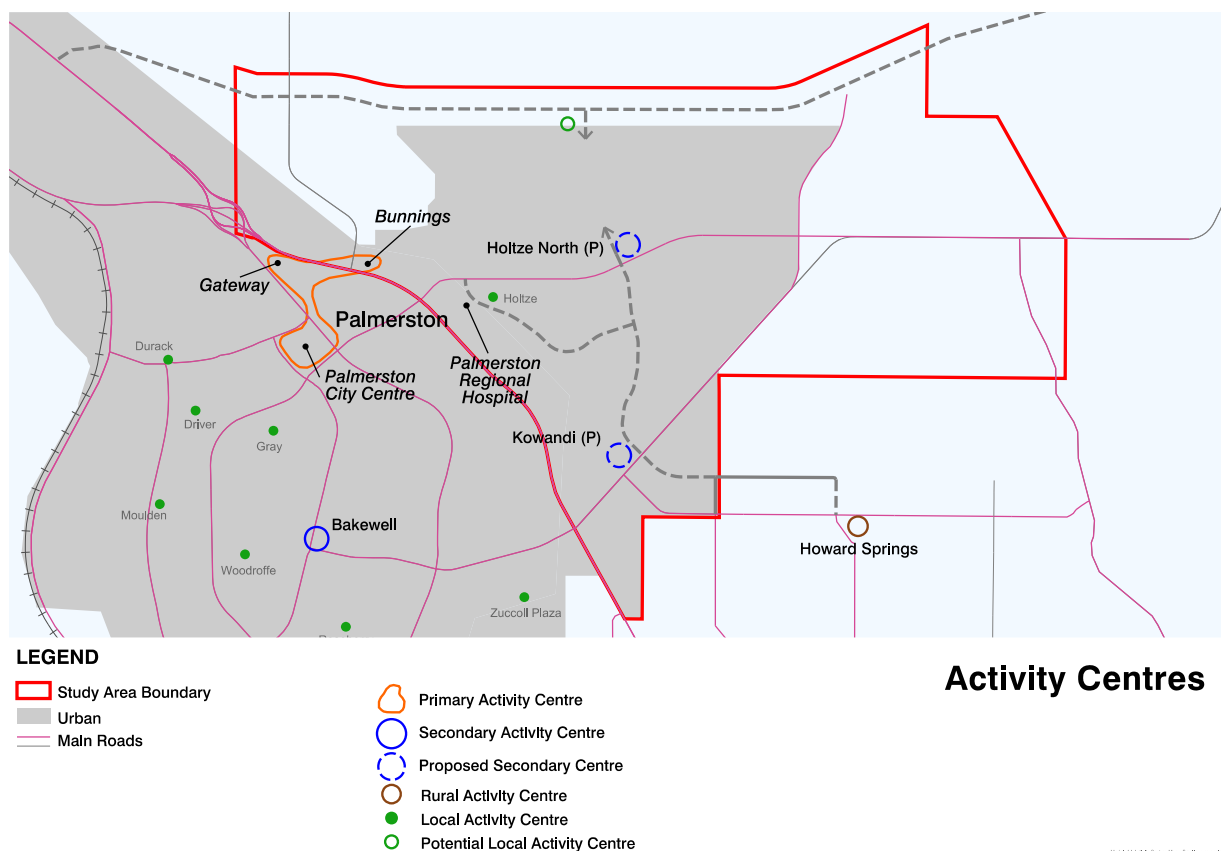 Bunnings
Gateway
Holtze North (P)
Holtze
Palmerston
Durack
Palmerston
City Centre
Palmerston
Regional
Hospital
Driver
Gray
Kowandi (P)
Moulden
Bakewell
Howard Springs
Woodroffe
Zuccoll Plaza
LEGEND
Study Area Boundary
Urban
Main Roads
Primary Activity Centre
Secondary Activity Centre
Proposed Secondary Centre
Rural Activity Centre
Local Activity Centre
Potential Local Activity Centre
Activity Centres